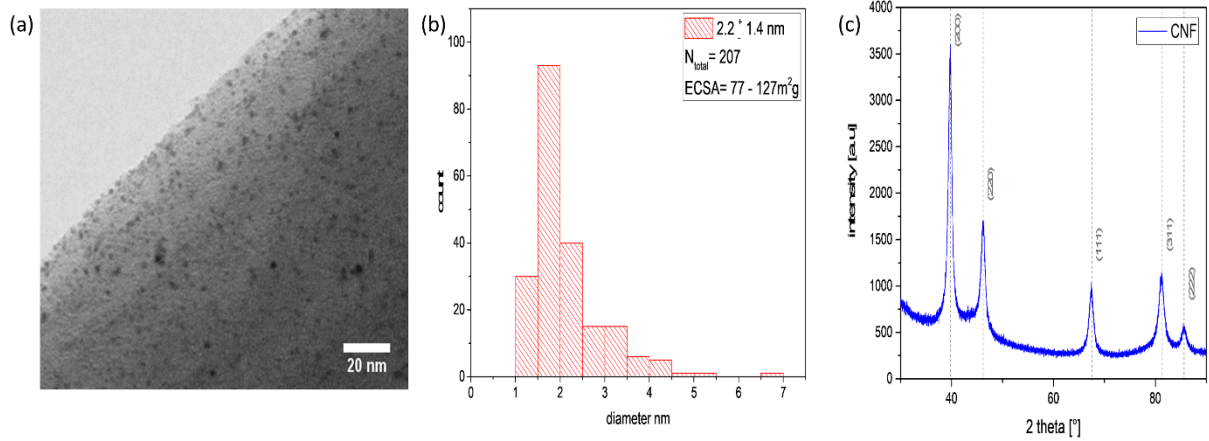 (a)
20 nm
(b)
2.2 ± 1.4 nm
N_total= 207
ECSA= 77 - 127m²g
count
100
80
60
40
20
0
0 1 2 3 4 5 6 7
diameter nm
(c)
CNF
intensity [a.u]
4000
3500
3000
2500
2000
1500
1000
500
0
(200)
(220)
(111)
(311)
(222)
40 60 80
2 theta [°]